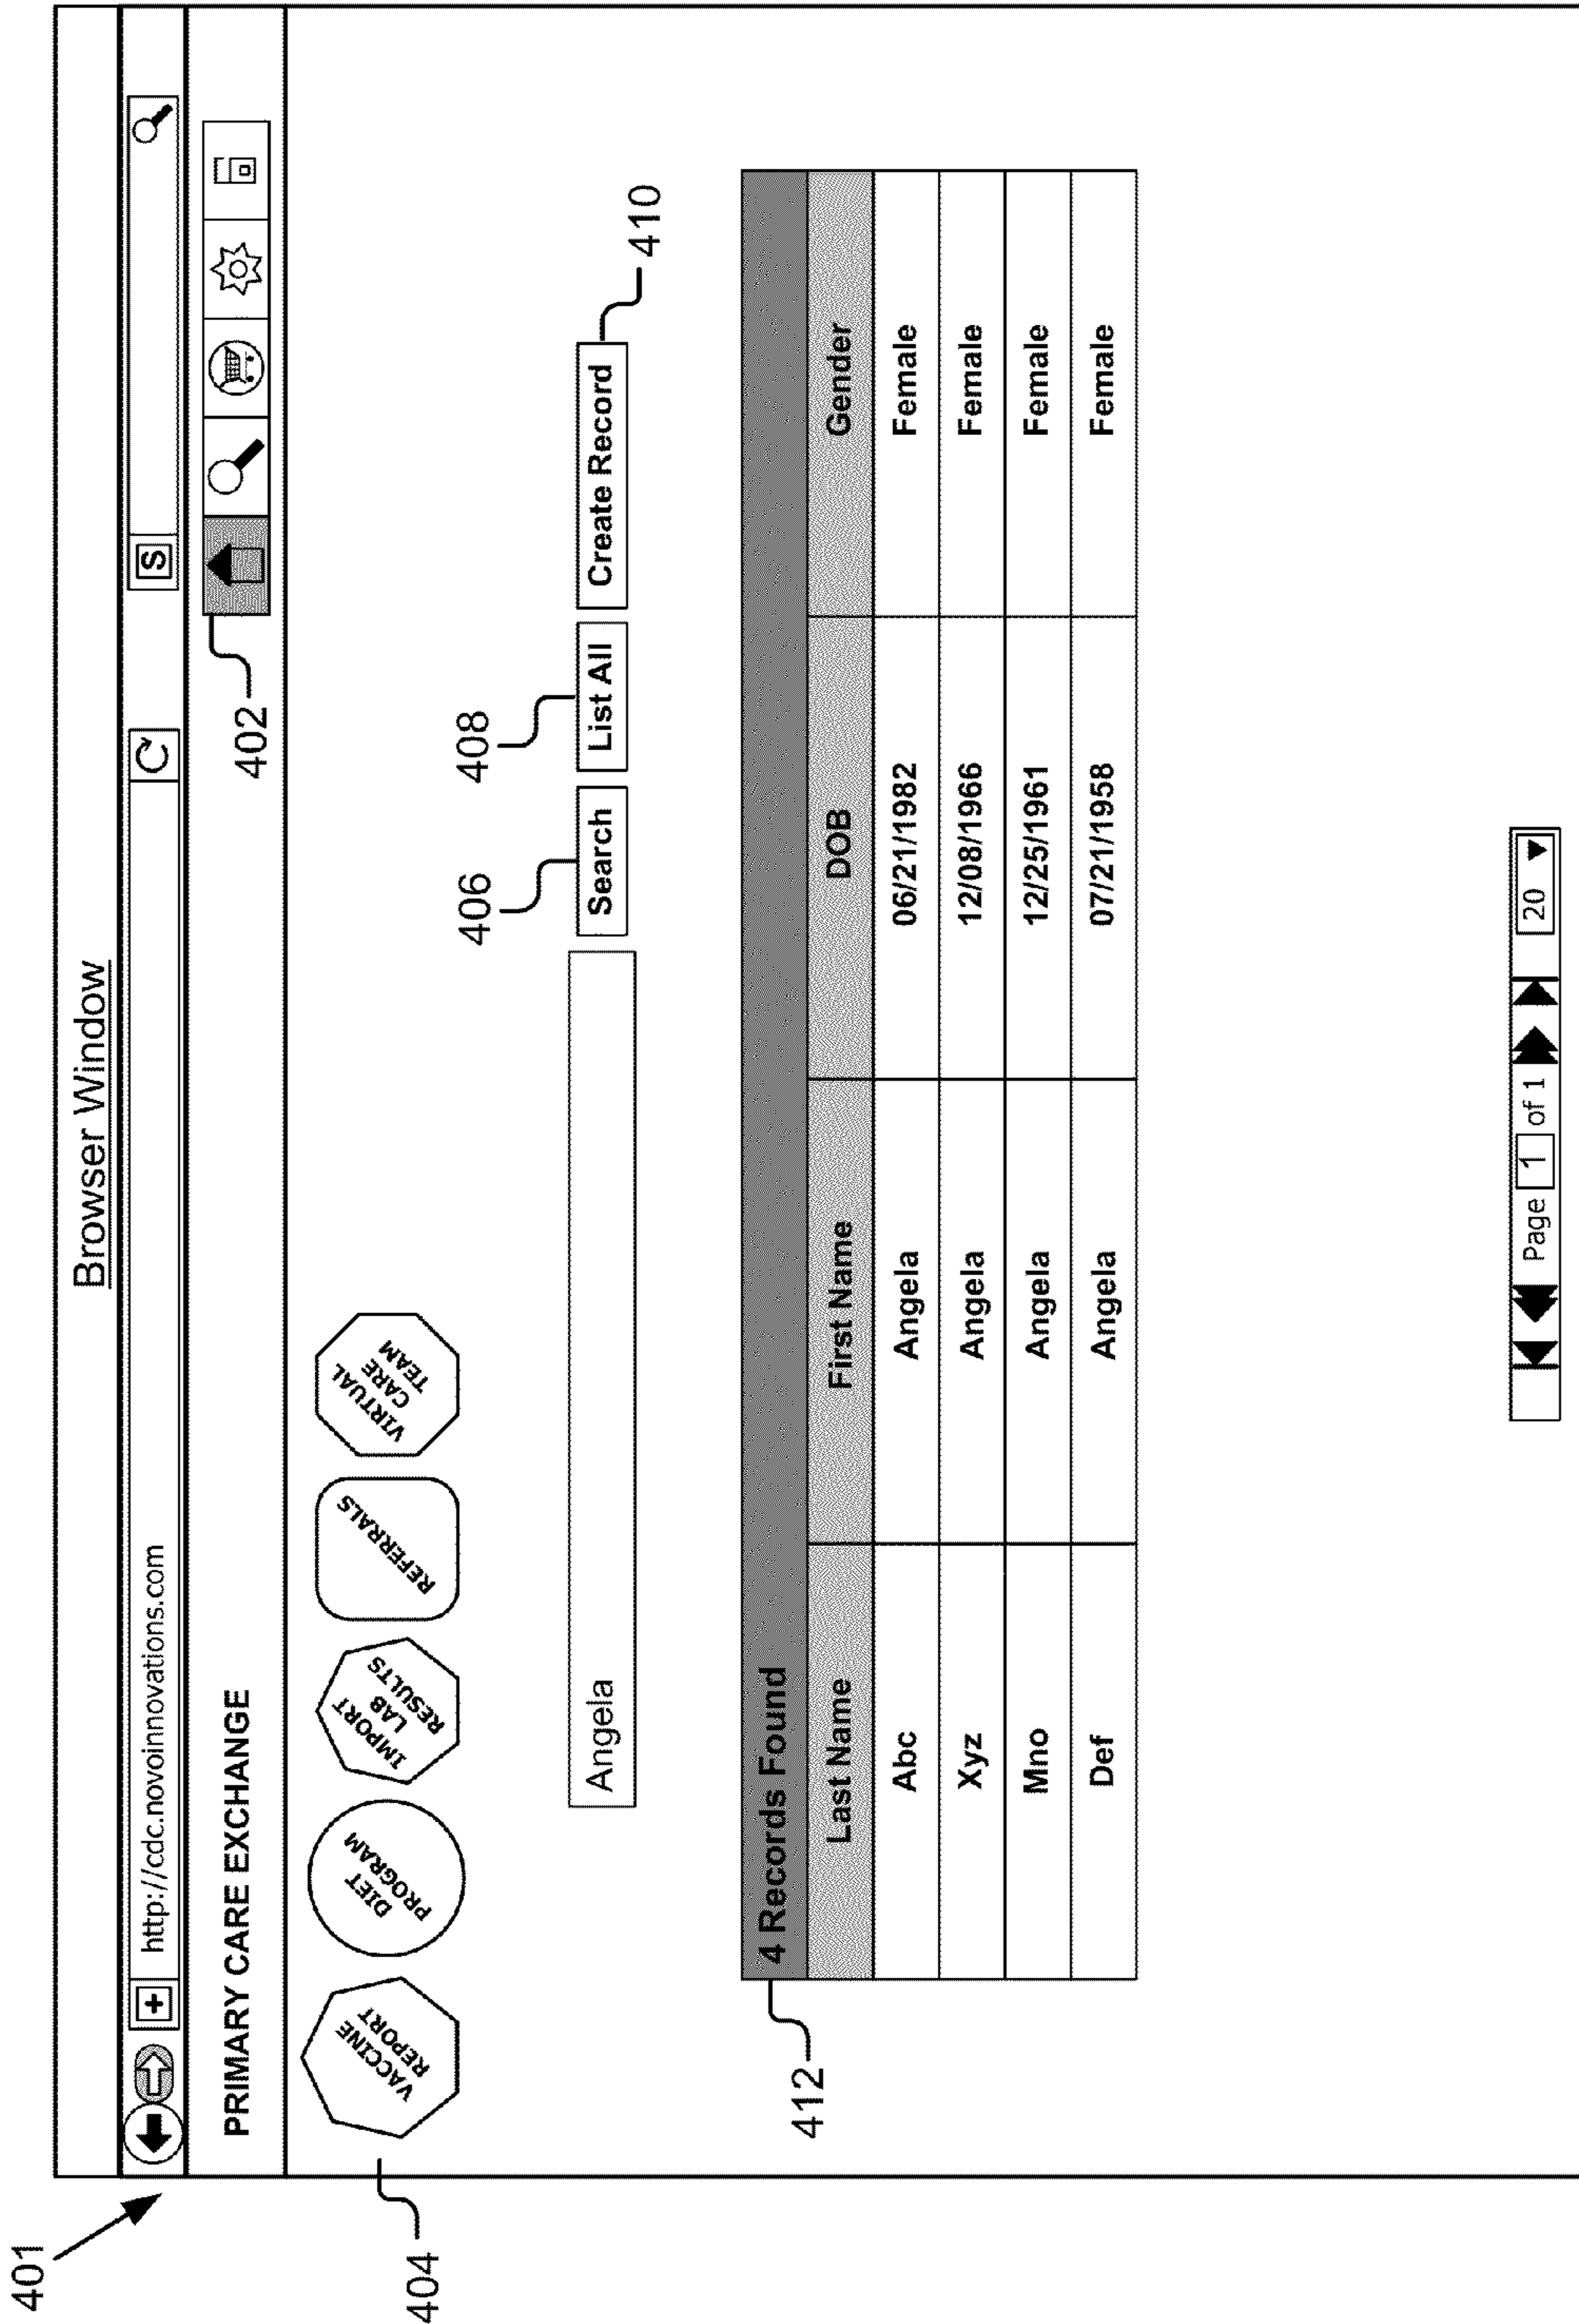 401
Browser Window
+ http://cdc.novoinnovations.com S
PRIMARY CARE EXCHANGE
402
404
VACCINE
REPORT
DIET
PROGRAM
IMPORT
LAB
RESULTS
REFERRALS
VIRTUAL
CARE
TEAM
406
408
410
Angela Search List All Create Record
412
4 Records Found
Last Name First Name DOB Gender
Abc Angela 06/21/1982 Female
Xyz Angela 12/08/1966 Female
Mno Angela 12/25/1961 Female
Def Angela 07/21/1958 Female
Page 1 of 1 20